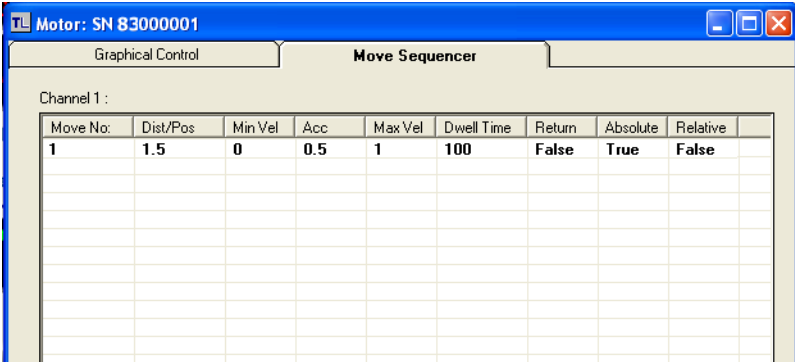 TL Motor: SN 83000001
Graphical Control Move Sequencer
Channel 1 :
Move No: Dist/Pos Min Vel Acc Max Vel Dwell Time Return Absolute Relative
1 1.5 0 0.5 1 100 False True False